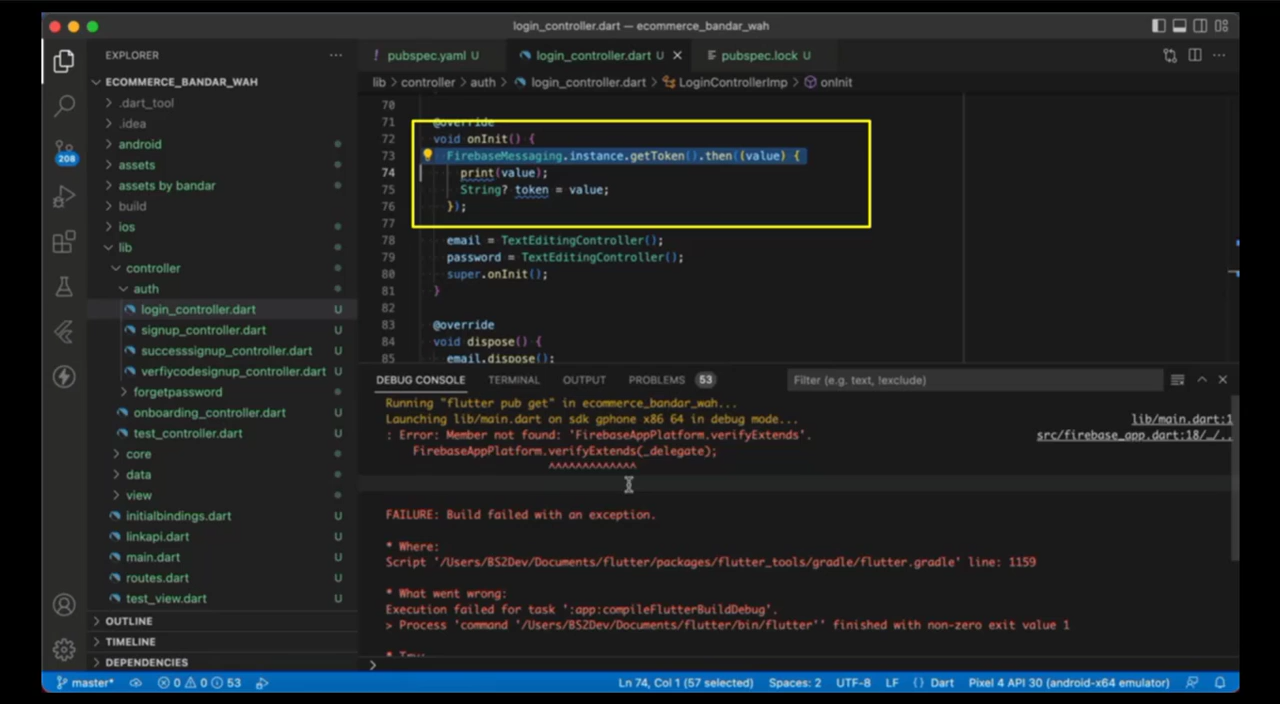 login_controller.dart — ecommerce_bandar_wah
EXPLORER ···
ECOMMERCE_BANDAR_WAH
.dart_tool
.idea
android
assets
assets by bandar
build
ios
lib
controller
auth
login_controller.dart U
signup_controller.dart U
successsignup_controller.dart U
verfiycodesignup_controller.dart U
forgetpassword
onboarding_controller.dart U
test_controller.dart U
core
data
view
initialbindings.dart U
linkapi.dart U
main.dart U
routes.dart U
test_view.dart U
OUTLINE
TIMELINE
DEPENDENCIES
208
! pubspec.yaml U
login_controller.dart U ×
pubspec.lock U
lib > controller > auth > login_controller.dart > LoginControllerImp > onInit
70
71 @override
72 void onInit() {
73 FirebaseMessaging.instance.getToken().then((value) {
74 print(value);
75 String? token = value;
76 });
77
78 email = TextEditingController();
79 password = TextEditingController();
80 super.onInit();
81 }
82
83 @override
84 void dispose() {
85 email.dispose();
DEBUG CONSOLE TERMINAL OUTPUT PROBLEMS 53
Filter (e.g. text, !exclude)
Running "flutter pub get" in ecommerce_bandar_wah...
Launching lib/main.dart on sdk gphone x86 64 in debug mode...
lib/main.dart:1
: Error: Member not found: 'FirebaseAppPlatform.verifyExtends'.
src/firebase_app.dart:18/../..
FirebaseAppPlatform.verifyExtends(_delegate);
^^^^^^^^^^^^^
FAILURE: Build failed with an exception.
* Where:
Script '/Users/BS2Dev/Documents/flutter/packages/flutter_tools/gradle/flutter.gradle' line: 1159
* What went wrong:
Execution failed for task ':app:compileFlutterBuildDebug'.
> Process 'command '/Users/BS2Dev/Documents/flutter/bin/flutter'' finished with non-zero exit value 1
* Try:
>
master* 0 0 53
Ln 74, Col 1 (57 selected) Spaces: 2 UTF-8 LF {} Dart Pixel 4 API 30 (android-x64 emulator)